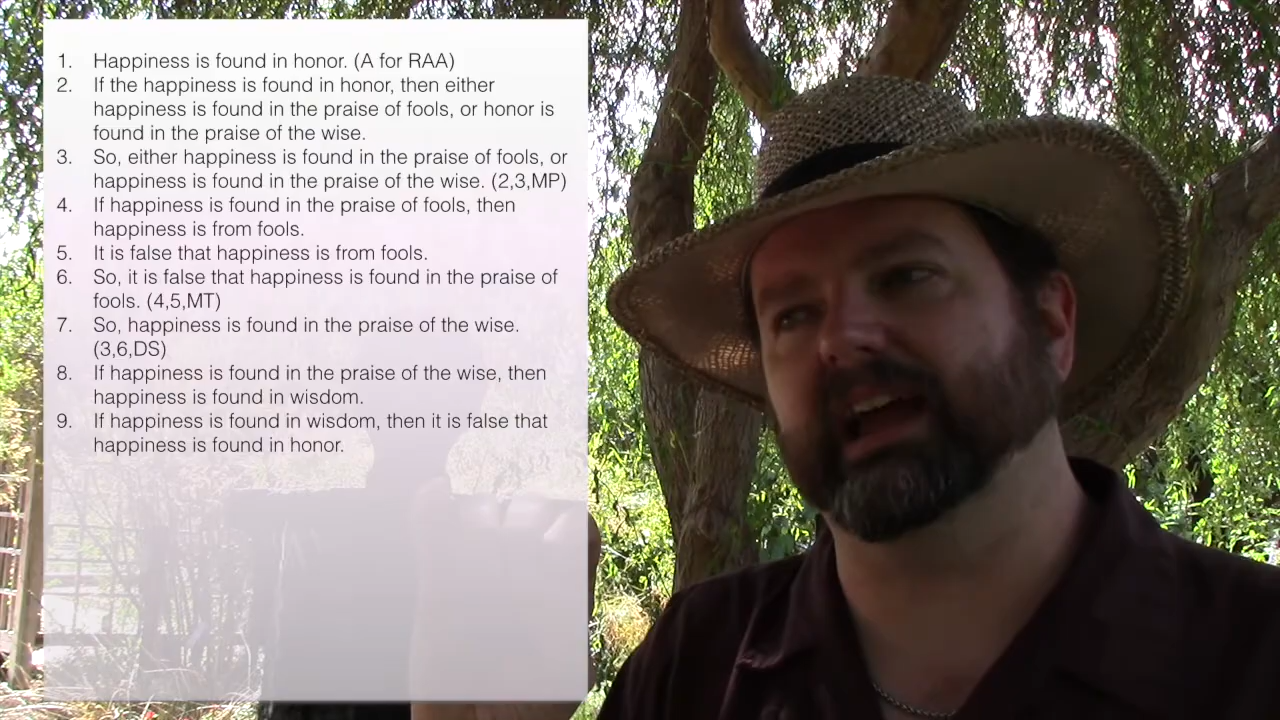 1. Happiness is found in honor. (A for RAA)
2. If the happiness is found in honor, then either
happiness is found in the praise of fools, or honor is
found in the praise of the wise.
3. So, either happiness is found in the praise of fools, or
happiness is found in the praise of the wise. (2,3,MP)
4. If happiness is found in the praise of fools, then
happiness is from fools.
5. It is false that happiness is from fools.
6. So, it is false that happiness is found in the praise of
fools. (4,5,MT)
7. So, happiness is found in the praise of the wise.
(3,6,DS)
8. If happiness is found in the praise of the wise, then
happiness is found in wisdom.
9. If happiness is found in wisdom, then it is false that
happiness is found in honor.